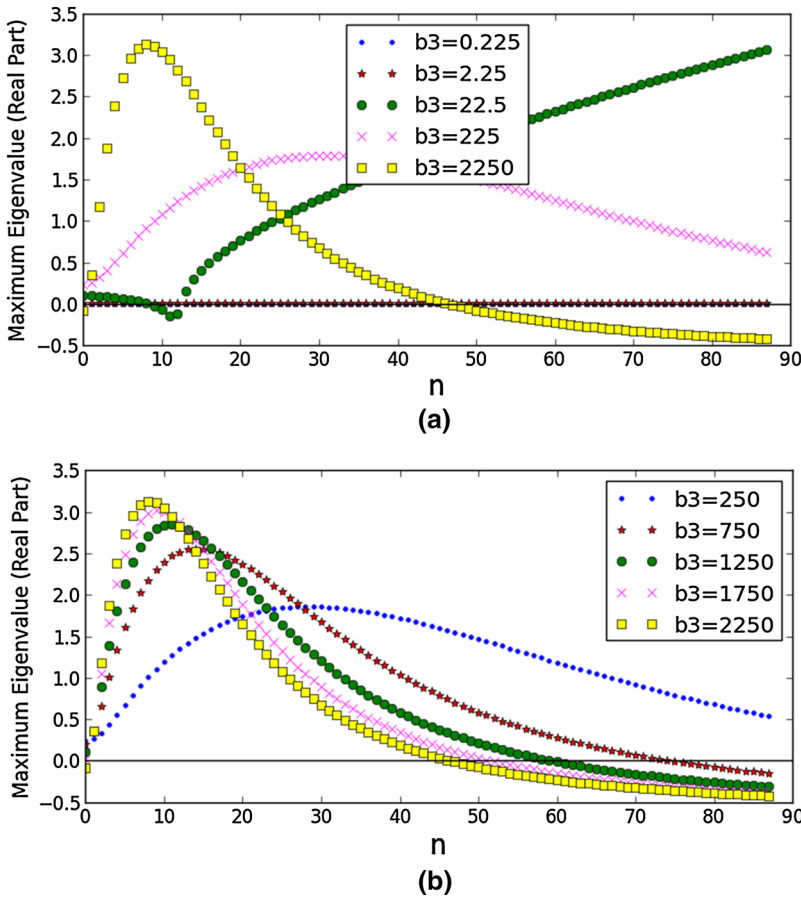 3.5
3.0
2.5
2.0
1.5
1.0
0.5
0.0
−0.5
Maximum Eigenvalue (Real Part)
b3=0.225
b3=2.25
b3=22.5
b3=225
b3=2250
0 10 20 30 40 50 60 70 80 90
n
(a)
3.5
3.0
2.5
2.0
1.5
1.0
0.5
0.0
−0.5
Maximum Eigenvalue (Real Part)
b3=250
b3=750
b3=1250
b3=1750
b3=2250
0 10 20 30 40 50 60 70 80 90
n
(b)